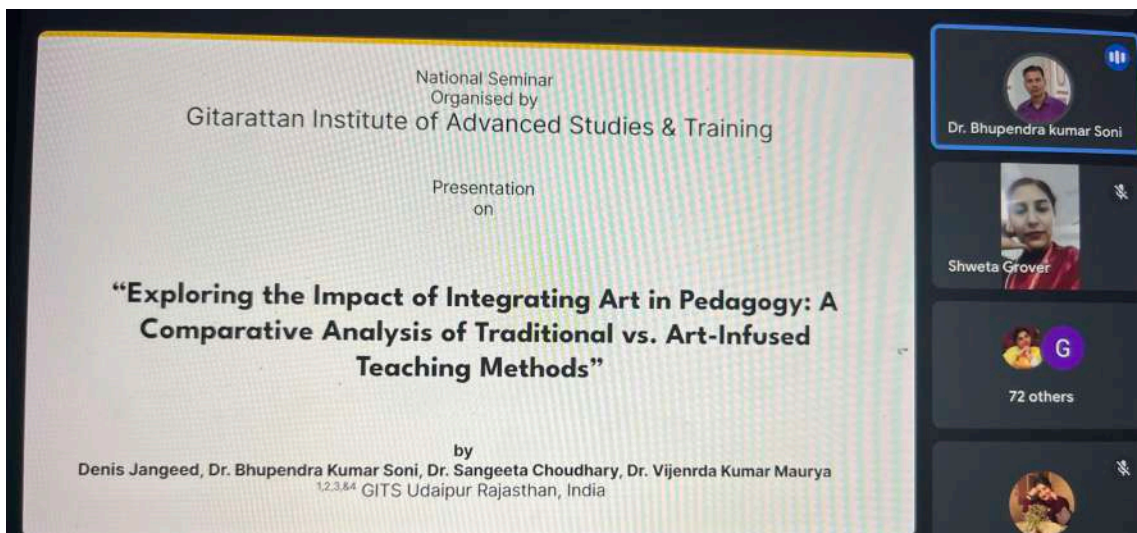 National Seminar
Organised by
Gitarattan Institute of Advanced Studies & Training
Presentation
on
“Exploring the Impact of Integrating Art in Pedagogy: A
Comparative Analysis of Traditional vs. Art-Infused
Teaching Methods”
by
Denis Jangeed, Dr. Bhupendra Kumar Soni, Dr. Sangeeta Choudhary, Dr. Vijenrda Kumar Maurya
1,2,3,&4 GITS Udaipur Rajasthan, India
Dr. Bhupendra kumar Soni
Shweta Grover
G
72 others